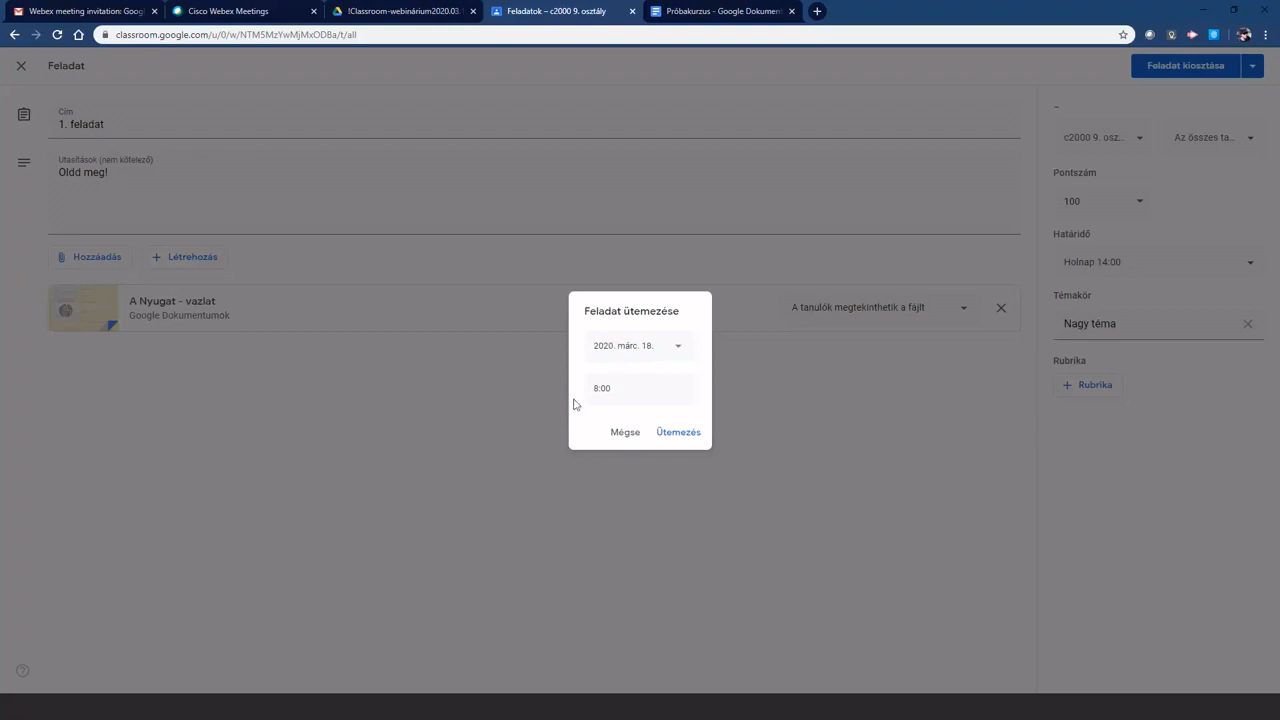 Webex meeting invitation: Googl
Cisco Webex Meetings
!Classroom-webinárium2020.03.1
Feladatok – c2000 9. osztály
Próbakurzus - Google Dokument
classroom.google.com/u/0/w/NTM5MzYwMjMxODBa/t/all
Feladat
Feladat kiosztása
Cím
1. feladat
Utasítások (nem kötelező)
Oldd meg!
Hozzáadás
Létrehozás
A Nyugat - vazlat
Google Dokumentumok
A tanulók megtekinthetik a fájlt
Feladat ütemezése
2020. márc. 18.
8:00
Mégse
Ütemezés
c2000 9. osz...
Az összes ta...
Pontszám
100
Határidő
Holnap 14:00
Témakör
Nagy téma
Rubrika
Rubrika